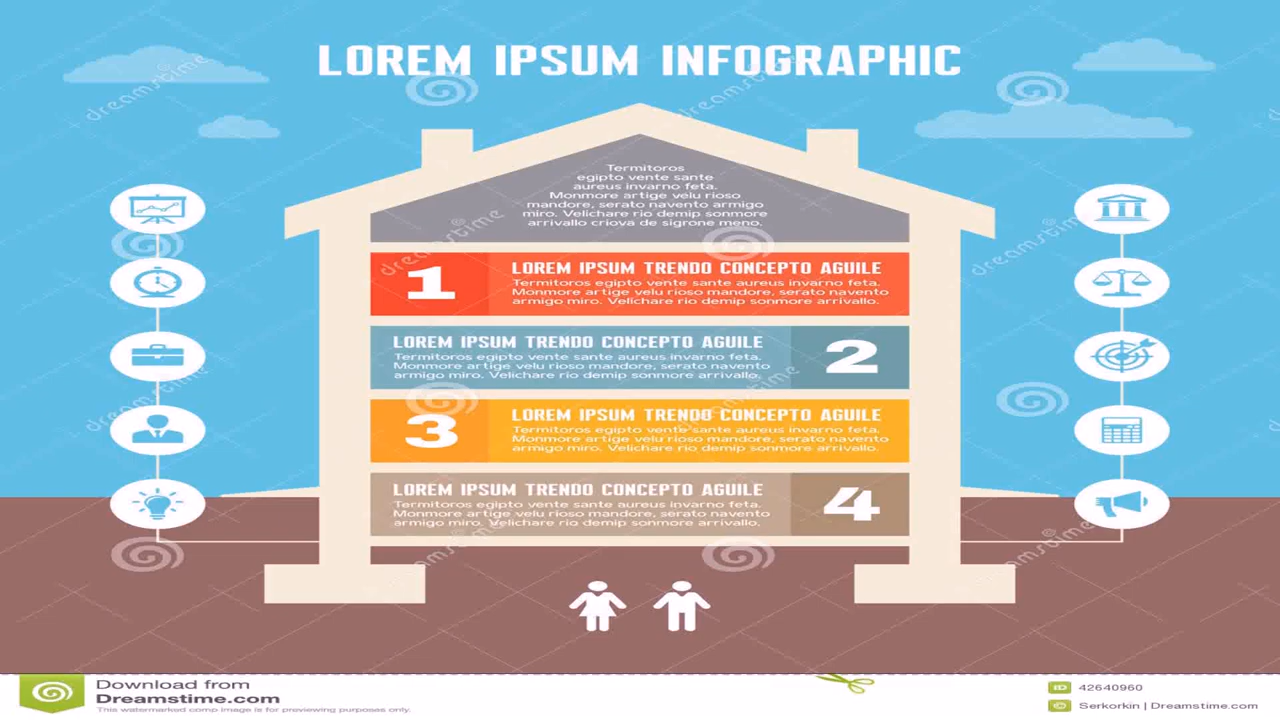 LOREM IPSUM INFOGRAPHIC
Termitoros
egipto vente sante
aureus invarno feta.
Monmore artige velu rioso
mandore, serato navento armigo
miro. Velichare rio demip sonmore
arrivallo criova de sigrone meno.
1
LOREM IPSUM TRENDO CONCEPTO AGUILE
Termitoros egipto vente sante aureus invarno feta.
Monmore artige velu rioso mandore, serato navento
armigo miro. Velichare rio demip sonmore arrivallo.
LOREM IPSUM TRENDO CONCEPTO AGUILE
Termitoros egipto vente sante aureus invarno feta.
Monmore artige velu rioso mandore, serato navento
armigo miro. Velichare rio demip sonmore arrivallo.
2
3
LOREM IPSUM TRENDO CONCEPTO AGUILE
Termitoros egipto vente sante aureus invarno feta.
Monmore artige velu rioso mandore, serato navento
armigo miro. Velichare rio demip sonmore arrivallo.
LOREM IPSUM TRENDO CONCEPTO AGUILE
Termitoros egipto vente sante aureus invarno feta.
Monmore artige velu rioso mandore, serato navento
armigo miro. Velichare rio demip sonmore arrivallo.
4
dreamstime
dreamstime
dreamstime
dreamstime
dreamstime
dreamstime
Download from
Dreamstime.com
This watermarked comp image is for previewing purposes only.
ID 42640960
Serkorkin | Dreamstime.com